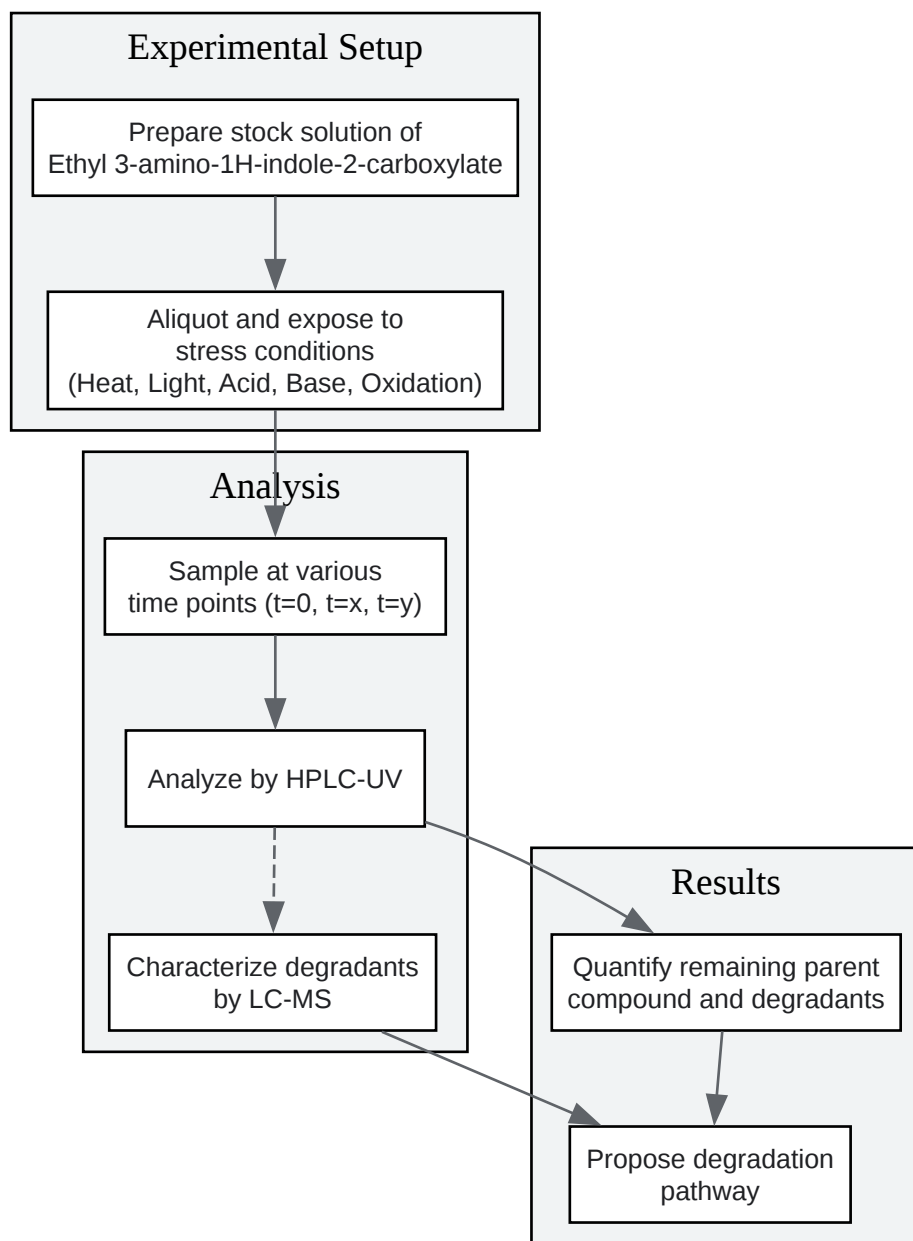 Experimental Setup
Prepare stock solution of
Ethyl 3-amino-1H-indole-2-carboxylate
Aliquot and expose to
stress conditions
(Heat, Light, Acid, Base, Oxidation)
Analysis
Sample at various
time points (t=0, t=x, t=y)
Analyze by HPLC-UV
Characterize degradants
by LC-MS
Results
Quantify remaining parent
compound and degradants
Propose degradation
pathway